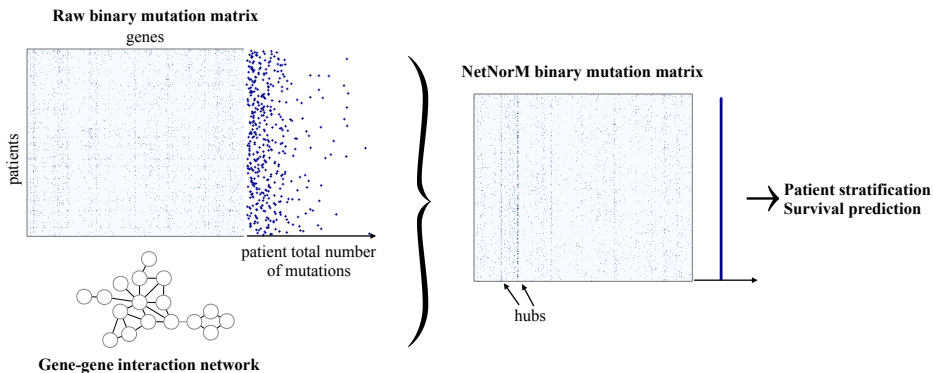 Raw binary mutation matrix
genes
patients
patient total number
of mutations
Gene-gene interaction network
NetNorM binary mutation matrix
hubs
Patient stratification
Survival prediction